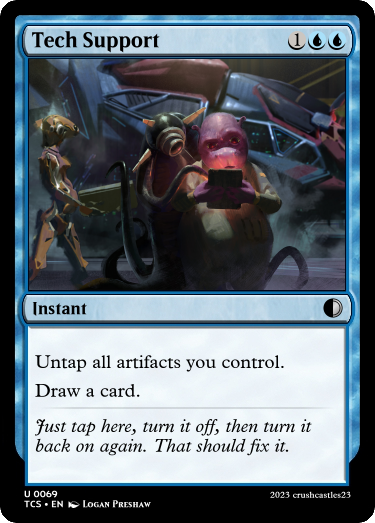 Tech Support 1
Instant
Untap all artifacts you control.
Draw a card.
Just tap here, turn it off, then turn it
back on again. That should fix it.
U 0069
TCS • EN Logan Preshaw
2023 crushcastles23